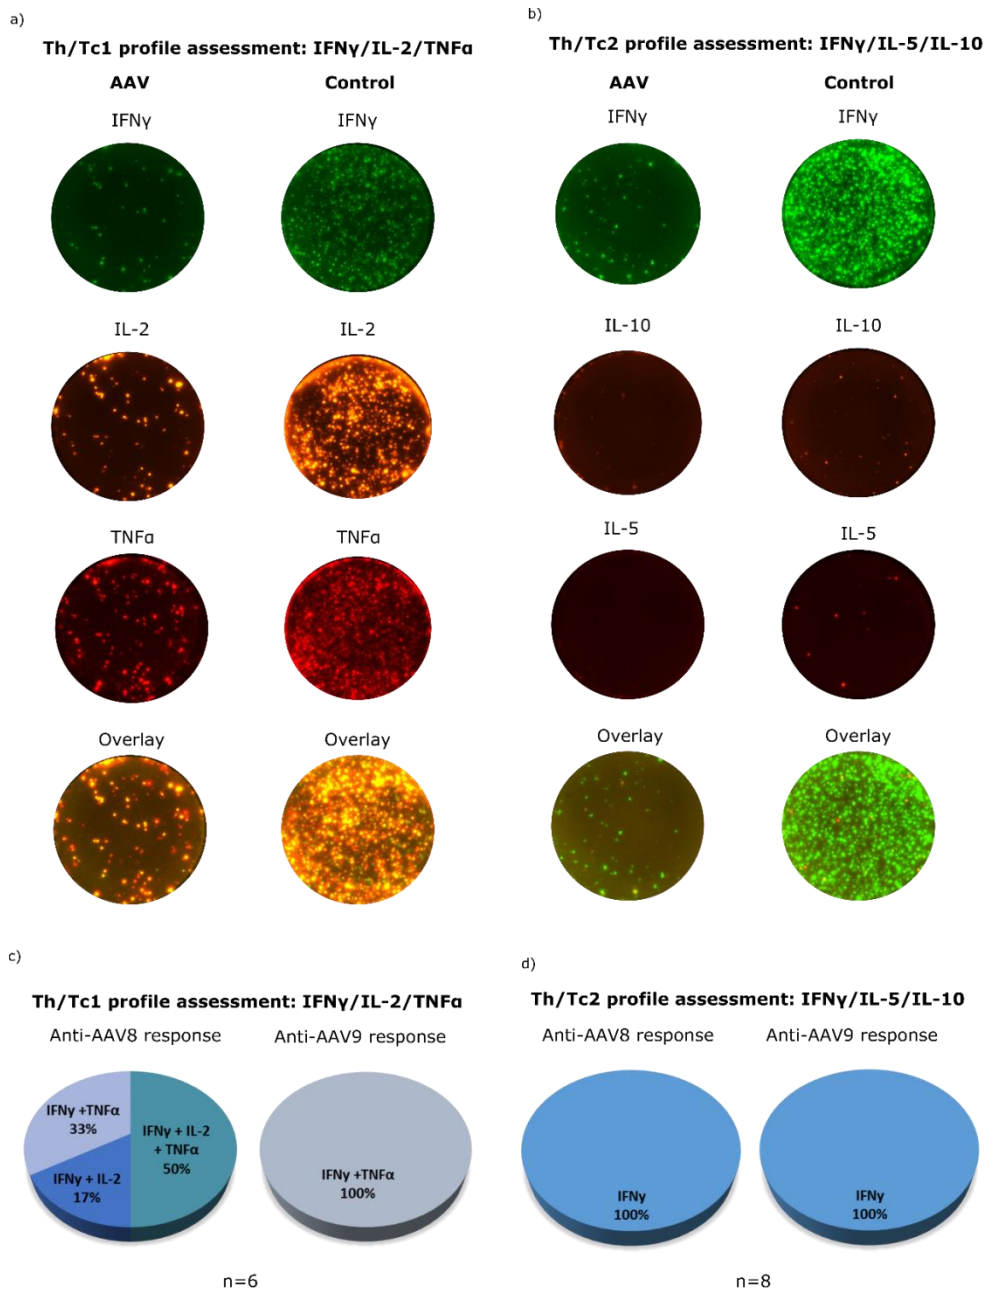 a)
Th/Tc1 profile assessment: IFNγ/IL-2/TNFα
AAV Control
IFNγ IFNγ
IL-2 IL-2
TNFα TNFα
Overlay Overlay
b)
Th/Tc2 profile assessment: IFNγ/IL-5/IL-10
AAV Control
IFNγ IFNγ
IL-10 IL-10
IL-5 IL-5
Overlay Overlay
c)
Th/Tc1 profile assessment: IFNγ/IL-2/TNFα
Anti-AAV8 response Anti-AAV9 response
IFNγ +TNFα
33%
IFNγ + IL-2
+ TNFα
50%
IFNγ + IL-2
17%
IFNγ +TNFα
100%
n=6
d)
Th/Tc2 profile assessment: IFNγ/IL-5/IL-10
Anti-AAV8 response Anti-AAV9 response
IFNγ
100%
IFNγ
100%
n=8